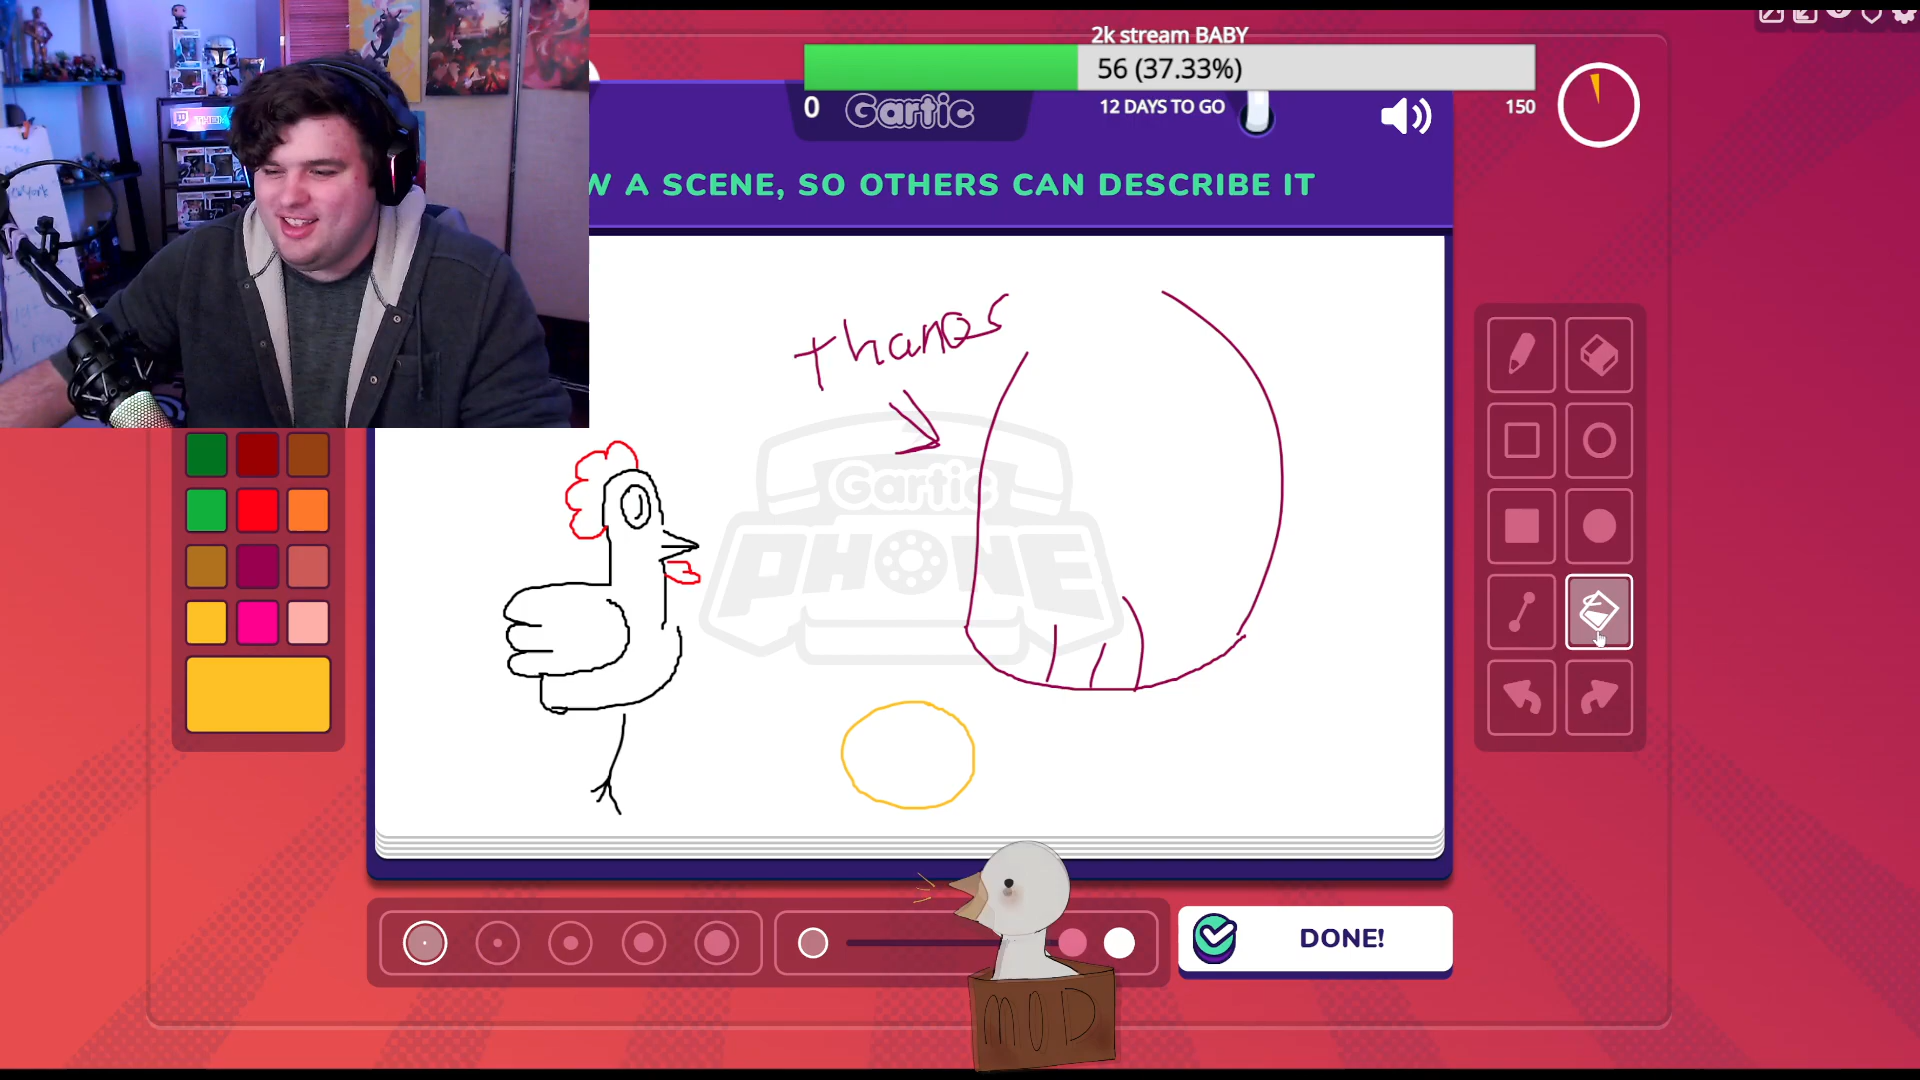 2k stream BABY
56 (37.33%)
0
Gartic
12 DAYS TO GO
150
W A SCENE, SO OTHERS CAN DESCRIBE IT
thanos
Gartic
PHONE
DONE!
MOD